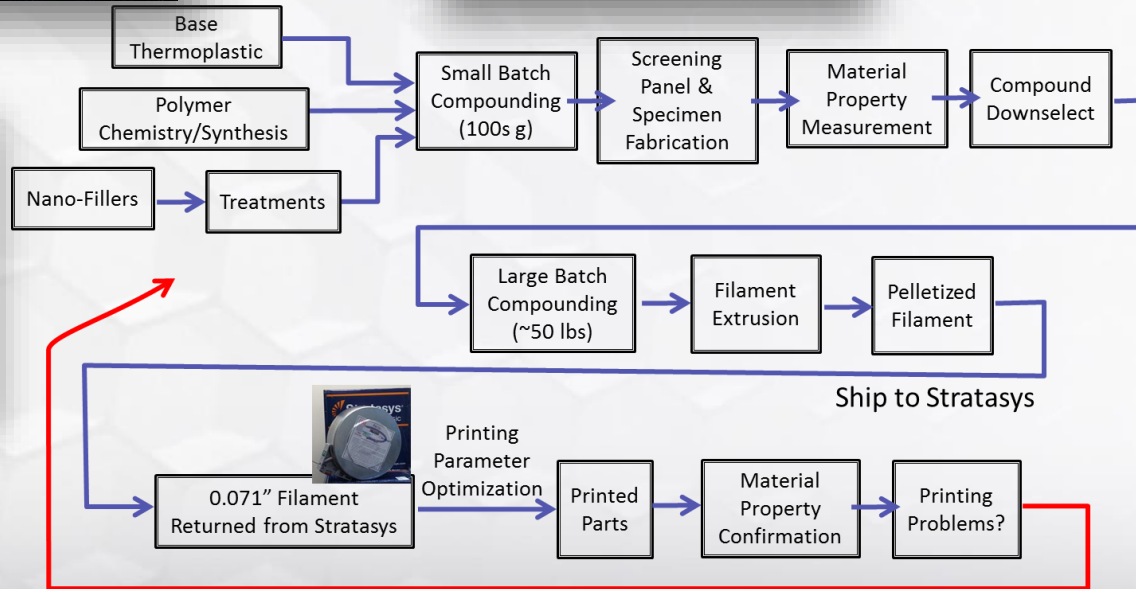 Base
Thermoplastic
Polymer
Chemistry/Synthesis
Nano-Fillers
Treatments
Small Batch
Compounding
(100s g)
Screening
Panel &
Specimen
Fabrication
Material
Property
Measurement
Compound
Downselect
Large Batch
Compounding
(~50 lbs)
Filament
Extrusion
Pelletized
Filament
Ship to Stratasys
Stratasys
0.071” Filament
Returned from Stratasys
Printing
Parameter
Optimization
Printed
Parts
Material
Property
Confirmation
Printing
Problems?